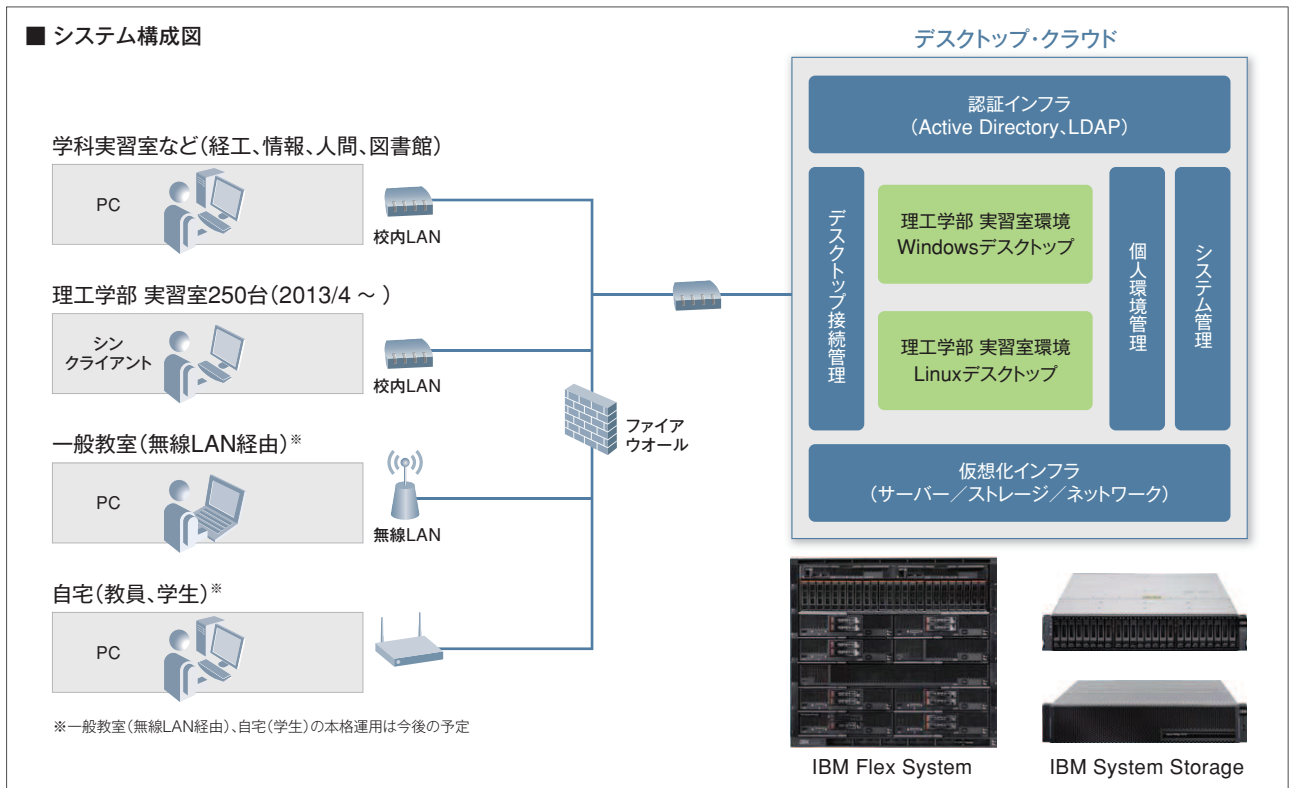 ■ システム構成図
デスクトップ・クラウド
学科実習室など(経工、情報、人間、図書館)
PC
校内LAN
理工学部 実習室250台(2013/4 ～ )
シン
クライアント
校内LAN
ファイア
ウオール
一般教室(無線LAN経由)※
PC
無線LAN
自宅(教員、学生)※
PC
※一般教室(無線LAN経由)、自宅(学生)の本格運用は今後の予定
認証インフラ
(Active Directory、LDAP)
デスクトップ接続管理
理工学部 実習室環境
Windowsデスクトップ
理工学部 実習室環境
Linuxデスクトップ
個人環境管理
システム管理
仮想化インフラ
(サーバー／ストレージ／ネットワーク)
IBM Flex System
IBM System Storage